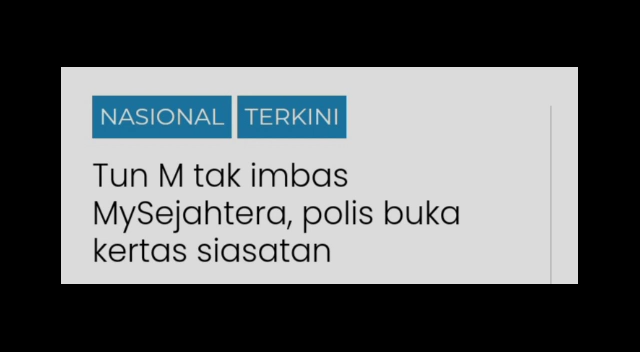 NASIONAL TERKINI
Tun M tak imbas
MySejahtera, polis buka
kertas siasatan